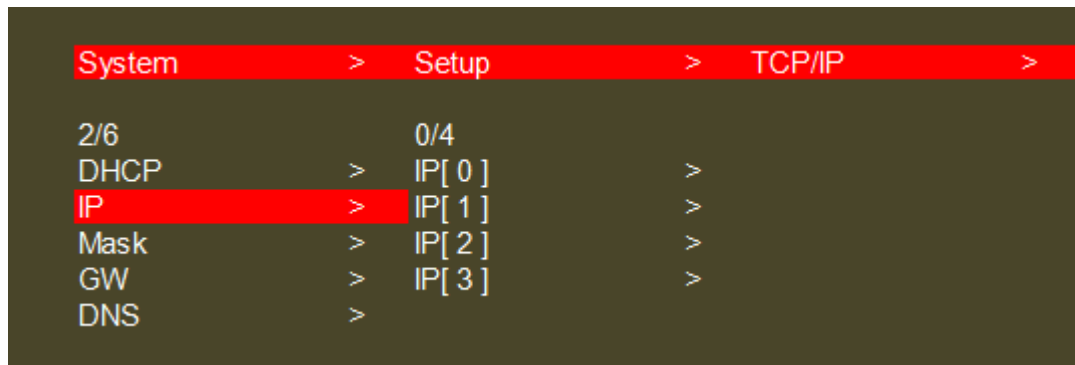 System > Setup > TCP/IP >
2/6 0/4
DHCP > IP[ 0 ] >
IP > IP[ 1 ] >
Mask > IP[ 2 ] >
GW > IP[ 3 ] >
DNS >